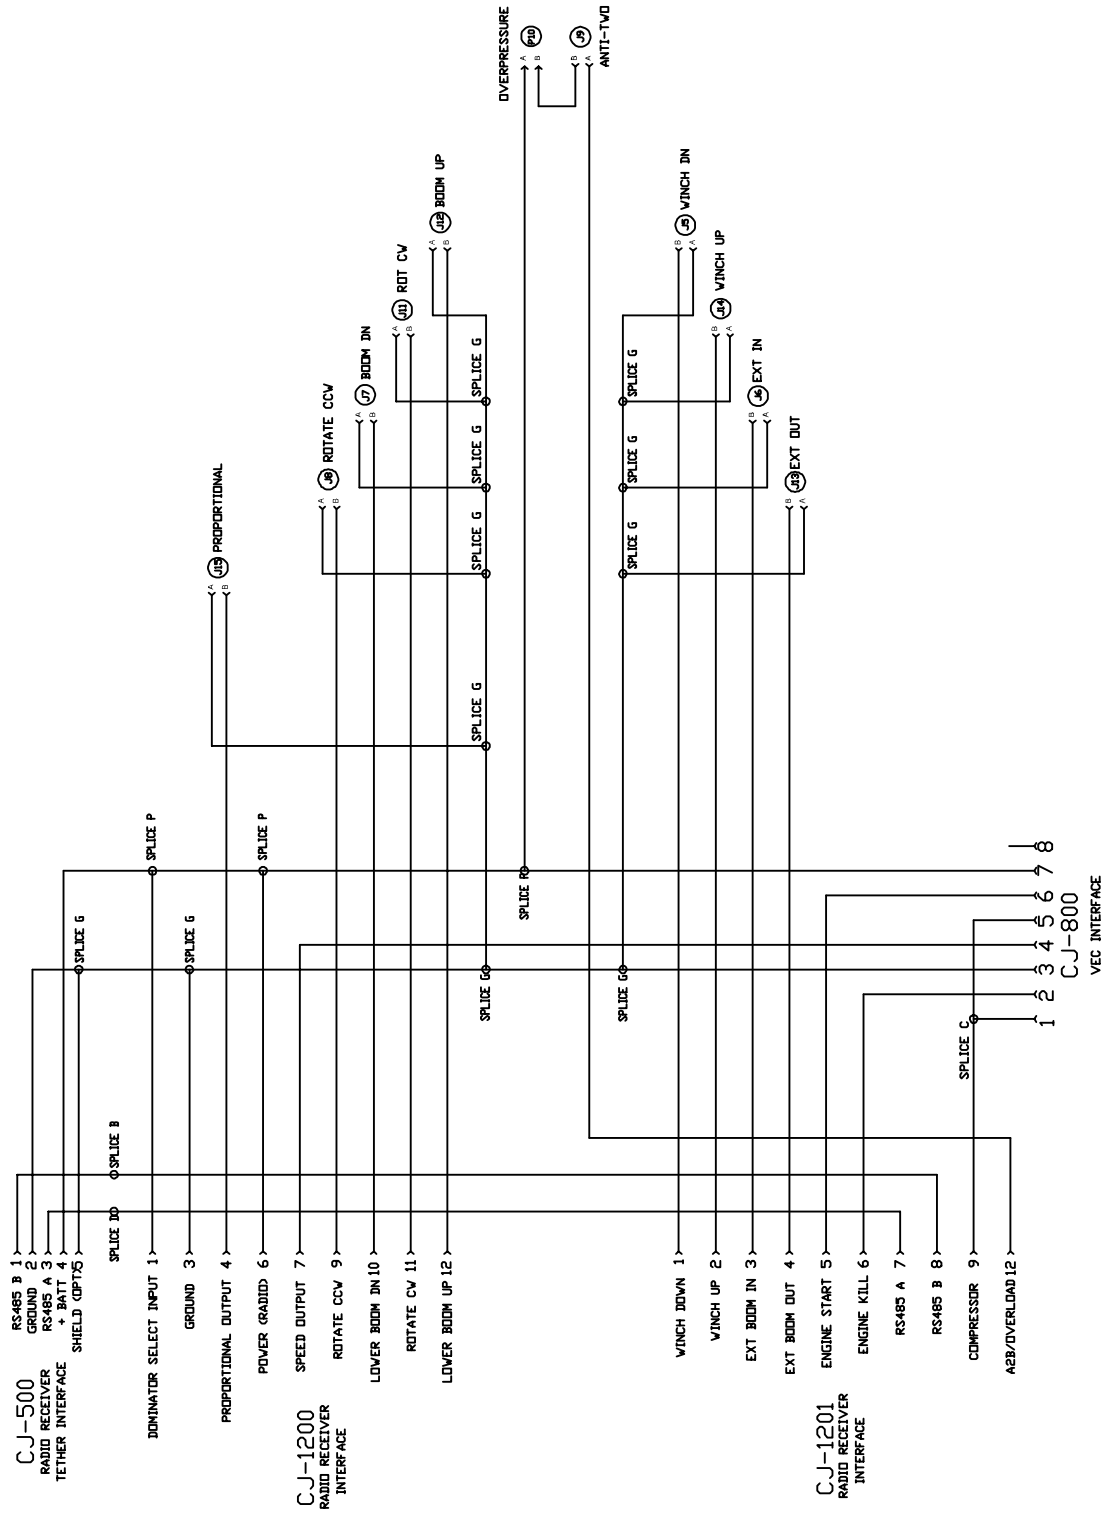 CJ-500
RADIO RECEIVER
TETHER INTERFACE
RS485 B 1
GROUND 2
RS485 A 3
+ BATT 4
SHIELD (OPT)5
SPLICE G
SPLICE B
SPLICE D
CJ-1200
RADIO RECEIVER
INTERFACE
DOMINATOR SELECT INPUT 1
SPLICE P
GROUND 3
SPLICE G
PROPORTIONAL OUTPUT 4
A
B
J15 PROPORTIONAL
POWER (RADIO) 6
SPLICE P
SPEED OUTPUT 7
ROTATE CCW 9
A
B
J8 ROTATE CCW
LOWER BOOM DN 10
A
B
J7 BOOM DN
ROTATE CW 11
A
B
J11 ROT CW
LOWER BOOM UP 12
A
B
J12 BOOM UP
SPLICE G
SPLICE G
SPLICE G
SPLICE G
SPLICE G
SPLICE R
OVERPRESSURE
A
B
P10
B
A
J9
ANTI-TWO
SPLICE G
SPLICE G
SPLICE G
SPLICE G
CJ-1201
RADIO RECEIVER
INTERFACE
WINCH DOWN 1
B
A
J5 WINCH DN
WINCH UP 2
B
A
J14 WINCH UP
EXT BOOM IN 3
B
A
J6 EXT IN
EXT BOOM OUT 4
B
A
J13 EXT OUT
ENGINE START 5
ENGINE KILL 6
RS485 A 7
RS485 B 8
COMPRESSOR 9
SPLICE C
A2B/OVERLOAD 12
1 2 3 4 5 6 7 8
CJ-800
VEC INTERFACE